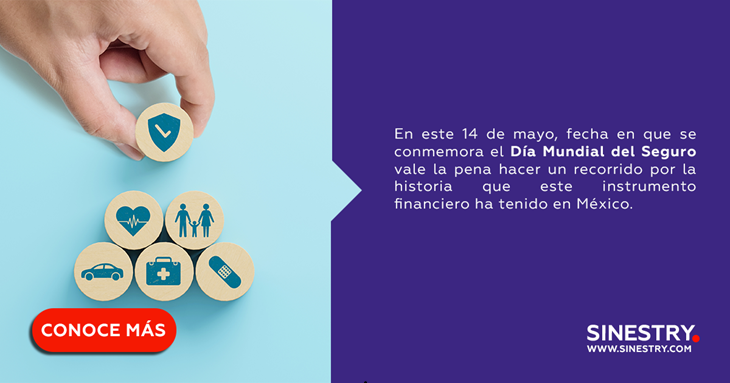 En este 14 de mayo, fecha en que se
conmemora el Día Mundial del Seguro
vale la pena hacer un recorrido por la
historia que este instrumento
financiero ha tenido en México.
CONOCE MÁS
SINESTRY.
WWW.SINESTRY.COM